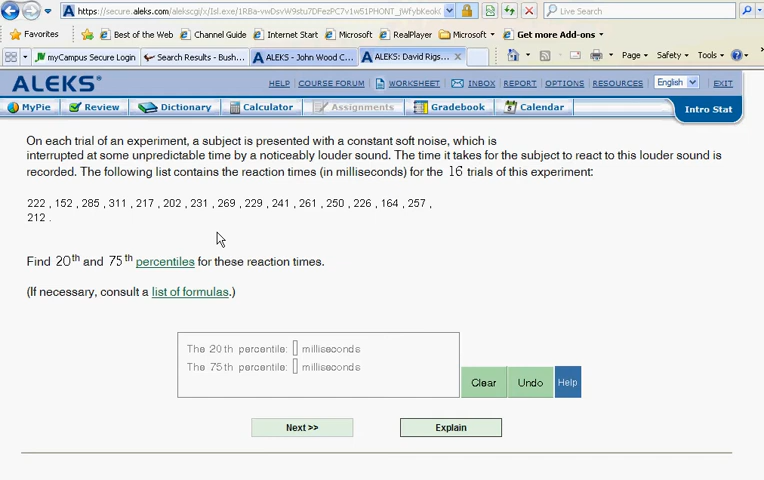 https://secure.aleks.com/alekscgi/x/Isl.exe/
Live Search
Favorites Best of the Web Channel Guide Internet Start Microsoft RealPlayer Microsoft Get more Add-ons
myCampus Secure Login Search Results - Bush... ALEKS - John Wood C... ALEKS: David Rigs... Page Safety Tools
ALEKS HELP COURSE FORUM WORKSHEET INBOX REPORT OPTIONS RESOURCES English EXIT
MyPie Review Dictionary Calculator Assignments Gradebook Calendar Intro Stat
On each trial of an experiment, a subject is presented with a constant soft noise, which is
interrupted at some unpredictable time by a noticeably louder sound. The time it takes for the subject to react to this louder sound is
recorded. The following list contains the reaction times (in milliseconds) for the 16 trials of this experiment:
222 , 152 , 285 , 311 , 217 , 202 , 231 , 269 , 229 , 241 , 261 , 250 , 226 , 164 , 257 ,
212 .
Find 20th and 75th percentiles for these reaction times.
(If necessary, consult a list of formulas.)
The 20th percentile: milliseconds
The 75th percentile: milliseconds
Clear Undo Help
Next >> Explain